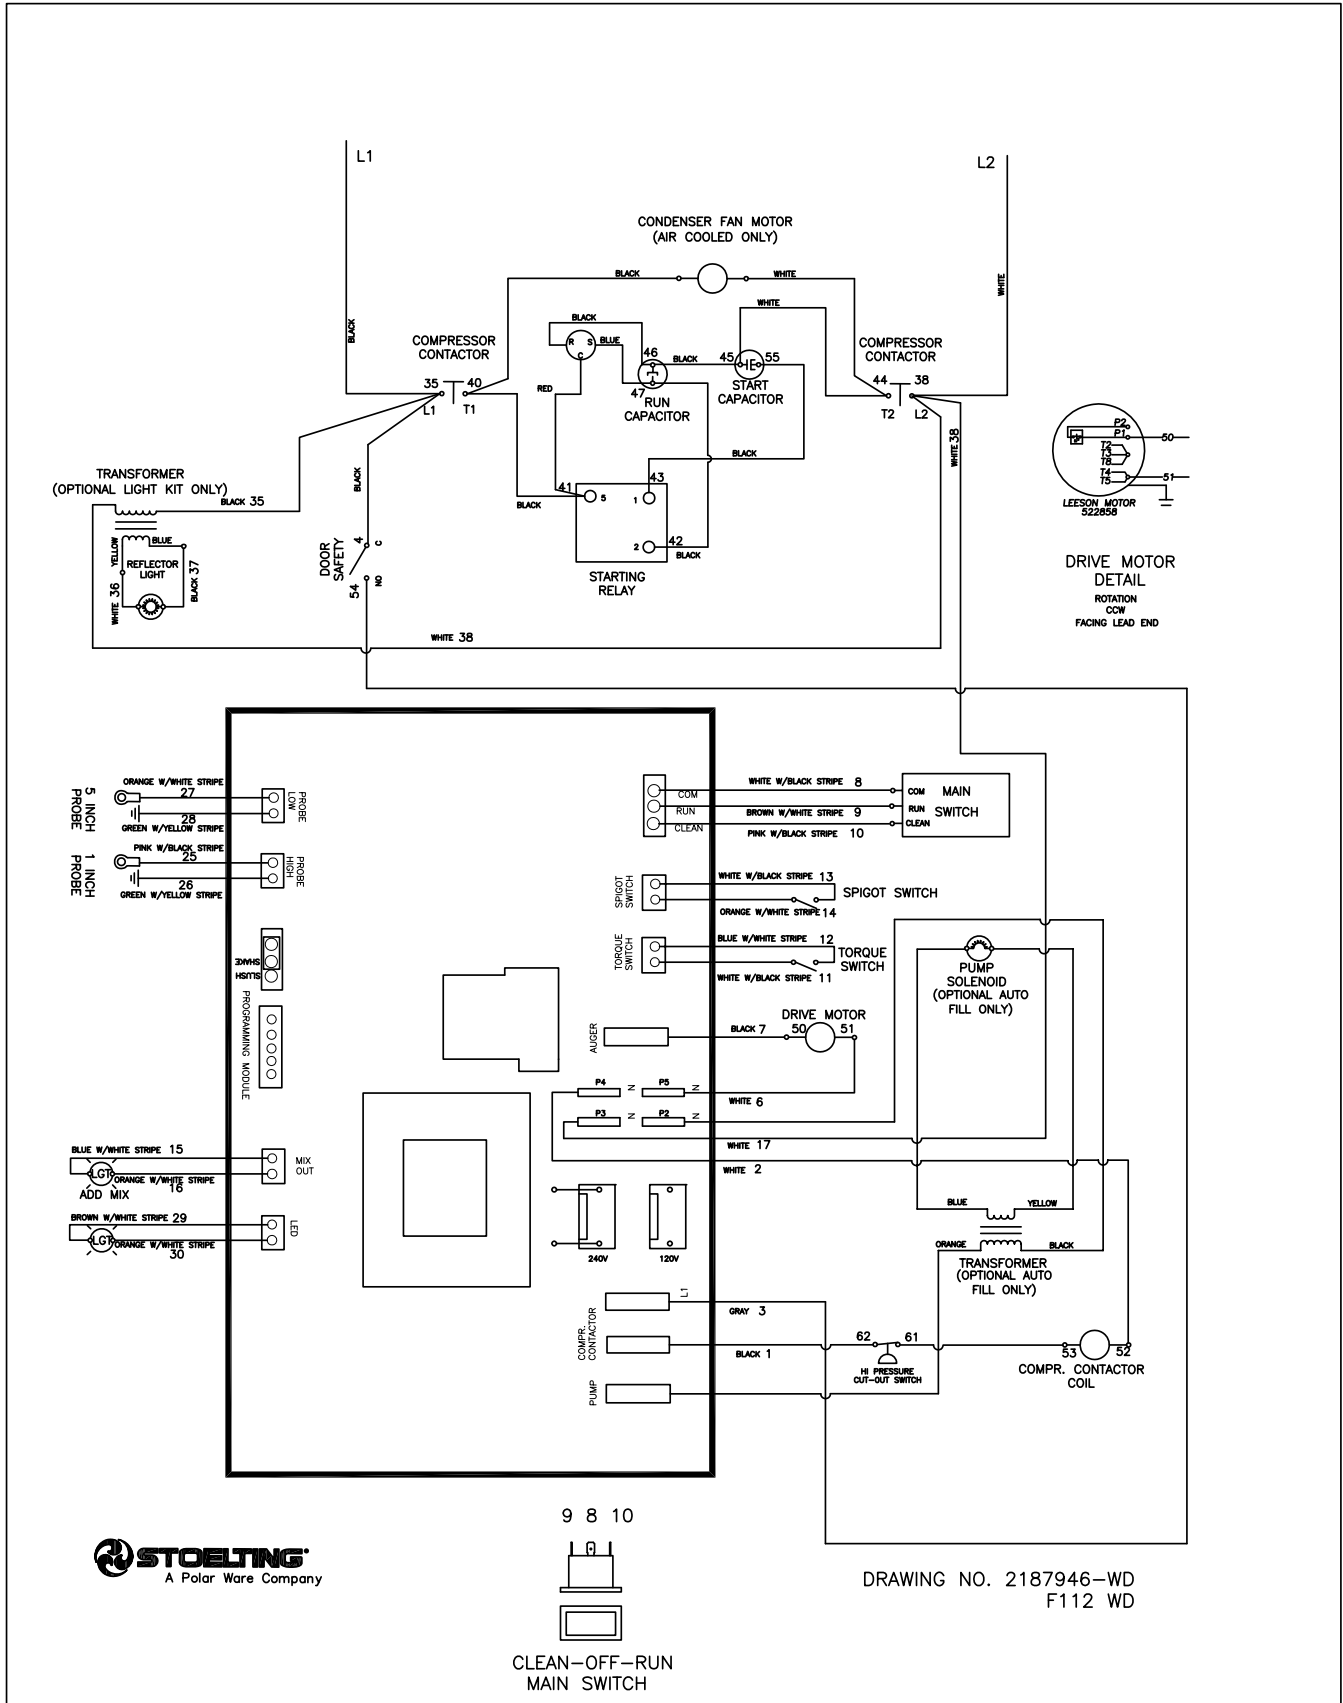 L1
L2
CONDENSER FAN MOTOR
(AIR COOLED ONLY)
BLACK
WHITE
WHITE
BLACK
WHITE
BLACK
COMPRESSOR
CONTACTOR
R S
C
BLUE
46
BLACK
45
55
COMPRESSOR
CONTACTOR
35
40
L1
T1
RED
47
RUN
CAPACITOR
START
CAPACITOR
44
38
T2
L2
WHITE 38
P2
P1
50
T2
T3
T8
T4
T5
51
LEESON MOTOR
522858
DRIVE MOTOR
DETAIL
ROTATION
CCW
FACING LEAD END
BLACK
TRANSFORMER
(OPTIONAL LIGHT KIT ONLY)
BLACK 35
BLACK
41
5
43
1
BLACK
2
42
BLACK
STARTING
RELAY
YELLOW
BLUE
REFLECTOR
LIGHT
WHITE 36
BLACK 37
DOOR
SAFETY
4
C
54
NO
WHITE 38
5 INCH
PROBE
ORANGE W/WHITE STRIPE
27
28
GREEN W/YELLOW STRIPE
PROBE
LOW
1 INCH
PROBE
PINK W/BLACK STRIPE
25
26
GREEN W/YELLOW STRIPE
PROBE
HIGH
COM
RUN
CLEAN
WHITE W/BLACK STRIPE 8
BROWN W/WHITE STRIPE 9
PINK W/BLACK STRIPE 10
COM
RUN
CLEAN
MAIN
SWITCH
SPIGOT
SWITCH
WHITE W/BLACK STRIPE 13
ORANGE W/WHITE STRIPE 14
SPIGOT SWITCH
TORQUE
SWITCH
BLUE W/WHITE STRIPE 12
WHITE W/BLACK STRIPE 11
TORQUE
SWITCH
SHAKE
SLUSH
PROGRAMMING MODULE
PUMP
SOLENOID
(OPTIONAL AUTO
FILL ONLY)
AUGER
BLACK 7
DRIVE MOTOR
50
51
P4
N
P5
N
WHITE 6
P3
N
P2
N
WHITE 17
WHITE 2
BLUE W/WHITE STRIPE 15
LGT
ORANGE W/WHITE STRIPE
16
ADD MIX
MIX
OUT
BROWN W/WHITE STRIPE 29
LGT
ORANGE W/WHITE STRIPE
30
LED
240V
120V
BLUE
YELLOW
ORANGE
BLACK
TRANSFORMER
(OPTIONAL AUTO
FILL ONLY)
L1
GRAY 3
COMPR.
CONTACTOR
BLACK 1
62
61
HI PRESSURE
CUT-OUT SWITCH
53
52
COMPR. CONTACTOR
COIL
PUMP
9 8 10
CLEAN-OFF-RUN
MAIN SWITCH
STOELTING
A Polar Ware Company
DRAWING NO. 2187946-WD
F112 WD